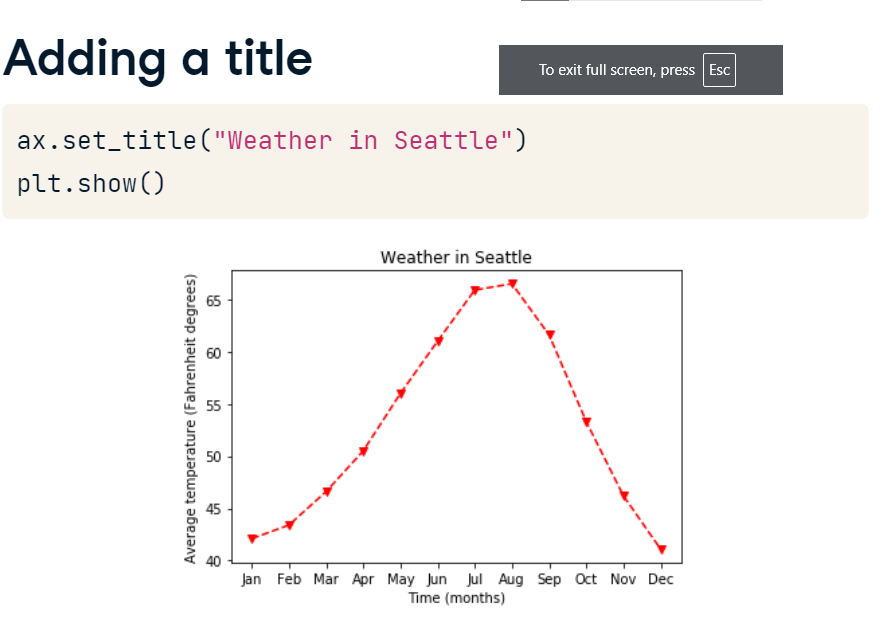 Adding a title
To exit full screen, press Esc
ax.set_title("Weather in Seattle")
plt.show()
Weather in Seattle
Average temperature (Fahrenheit degrees)
65
60
55
50
45
40
Jan Feb Mar Apr May Jun Jul Aug Sep Oct Nov Dec
Time (months)